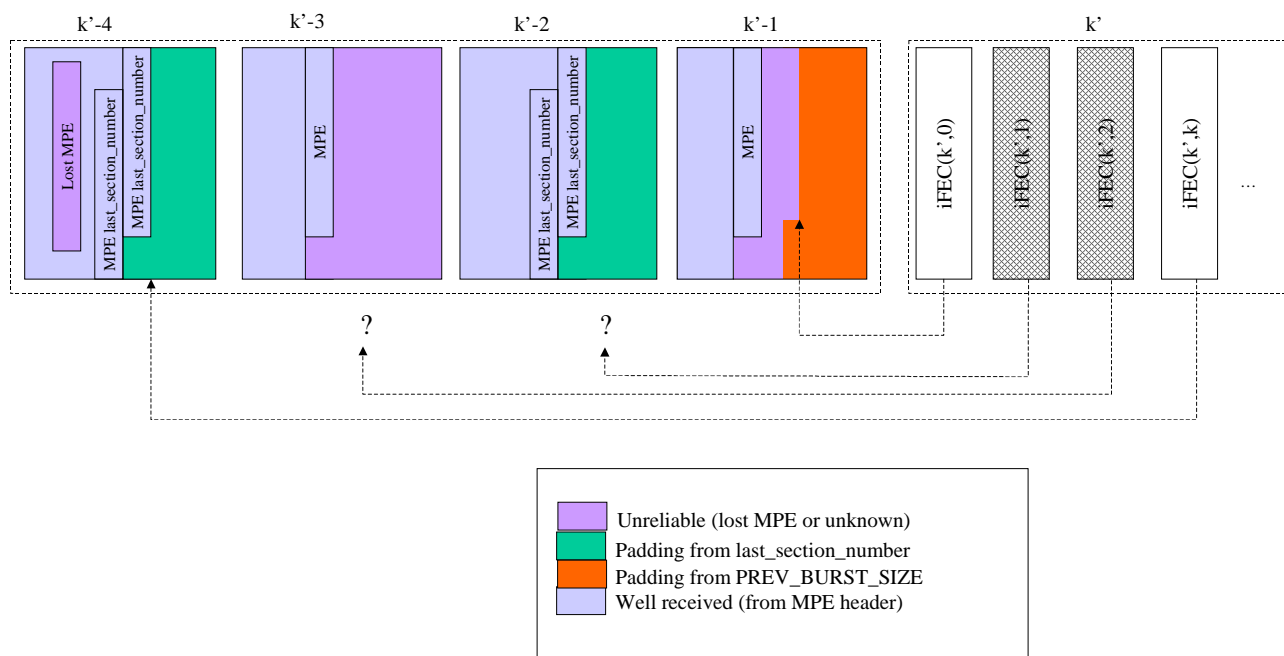 k'-4
k'-3
k'-2
k'-1
k'
Lost MPE
MPE last_section_number
MPE last_section_number
MPE
MPE last_section_number
MPE last_section_number
MPE
iFEC(k',0)
iFEC(k',1)
iFEC(k',2)
iFEC(k',k)
...
?
?
Unreliable (lost MPE or unknown)
Padding from last_section_number
Padding from PREV_BURST_SIZE
Well received (from MPE header)